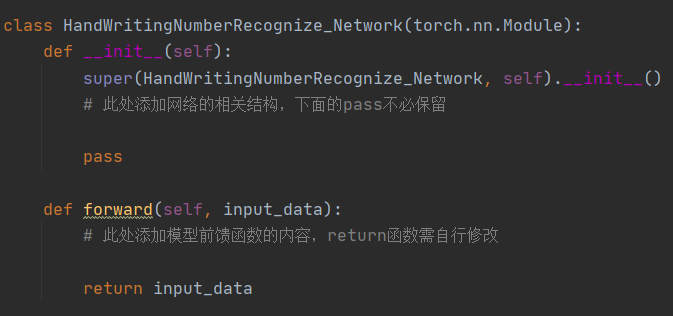 class HandWritingNumberRecognize_Network(torch.nn.Module):
    def __init__(self):
        super(HandWritingNumberRecognize_Network, self).__init__()
        # 此处添加网络的相关结构，下面的pass不必保留
        pass
    def forward(self, input_data):
        # 此处添加模型前馈函数的内容，return函数需自行修改
        return input_data